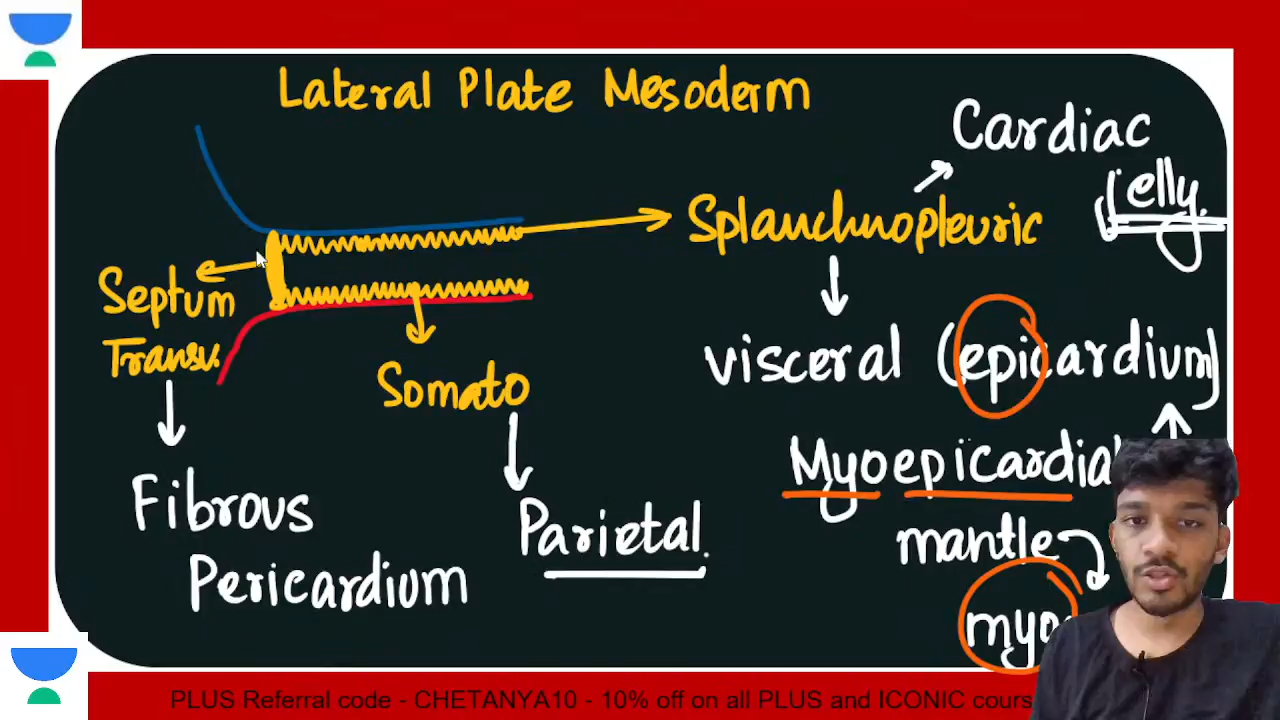 Lateral Plate Mesoderm
Cardiac
Jelly.
Splanchnopleuric
Septum
Transv.
visceral (epicardium)
Somato
Myoepicardial
Fibrous
Pericardium
Parietal.
mantle
PLUS Referral code - CHETANYA10 - 10% off on all PLUS and ICONIC